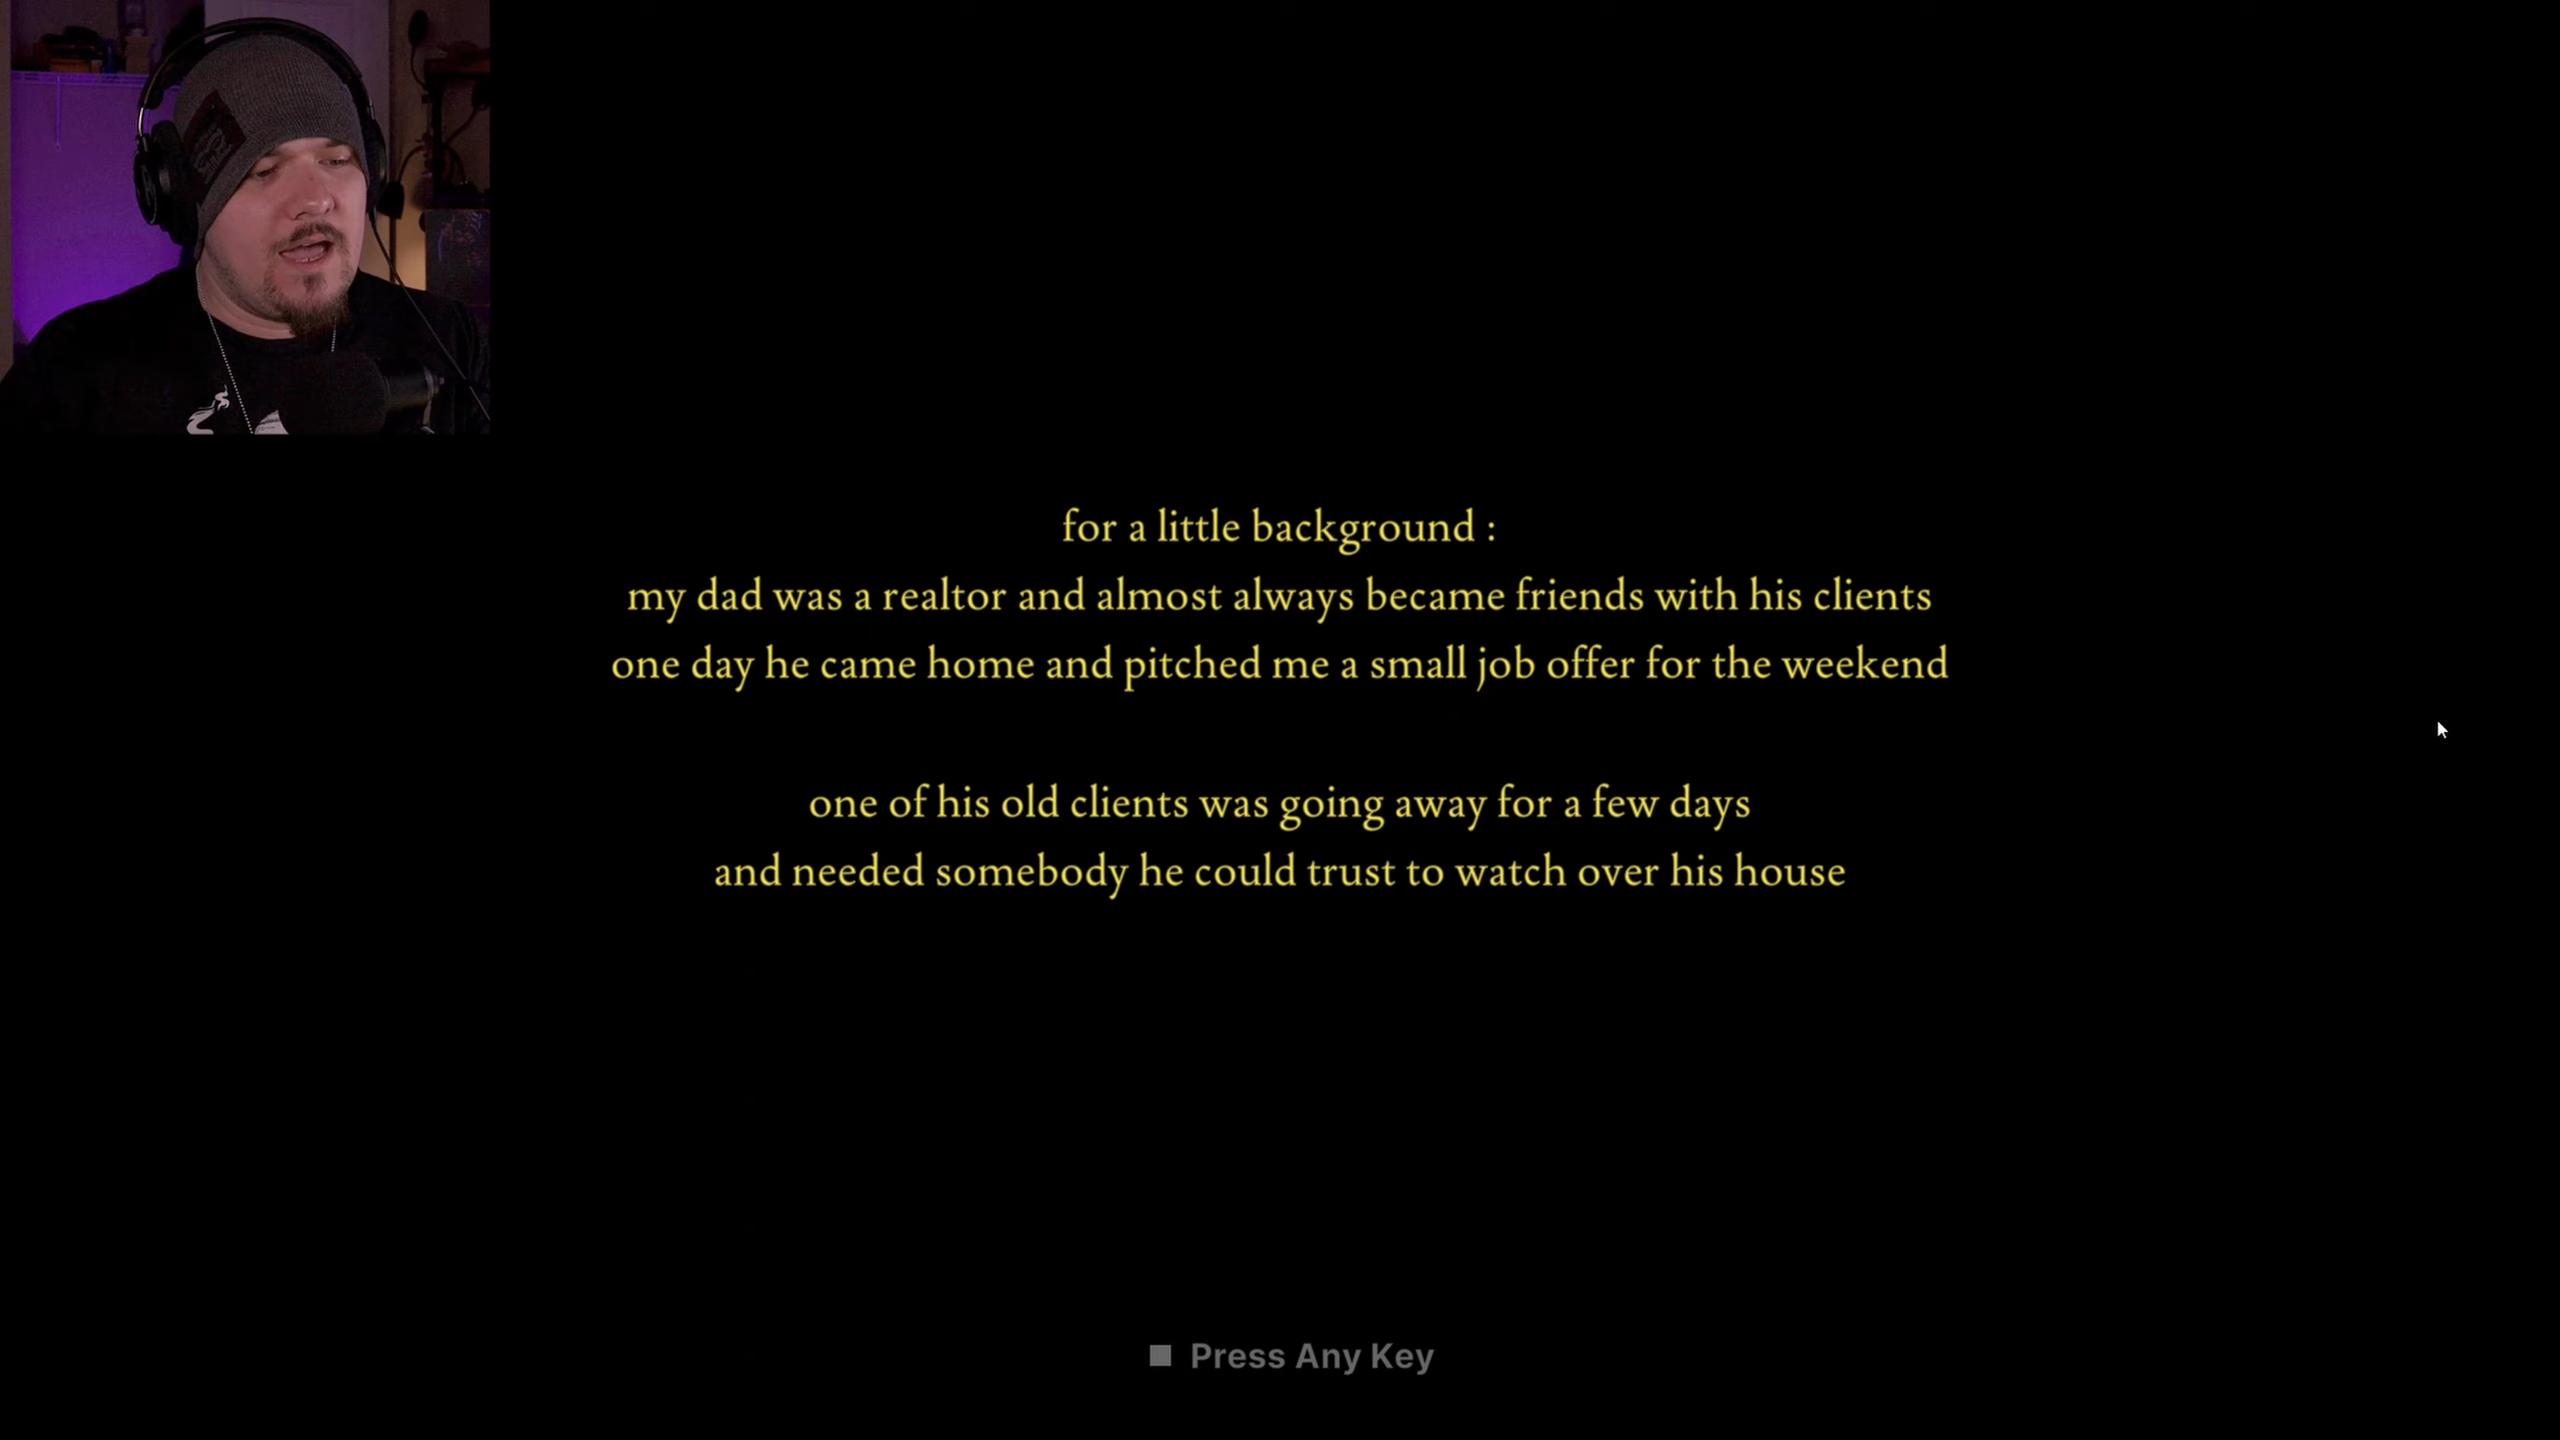 for a little background :
my dad was a realtor and almost always became friends with his clients
one day he came home and pitched me a small job offer for the weekend
one of his old clients was going away for a few days
and needed somebody he could trust to watch over his house
Press Any Key